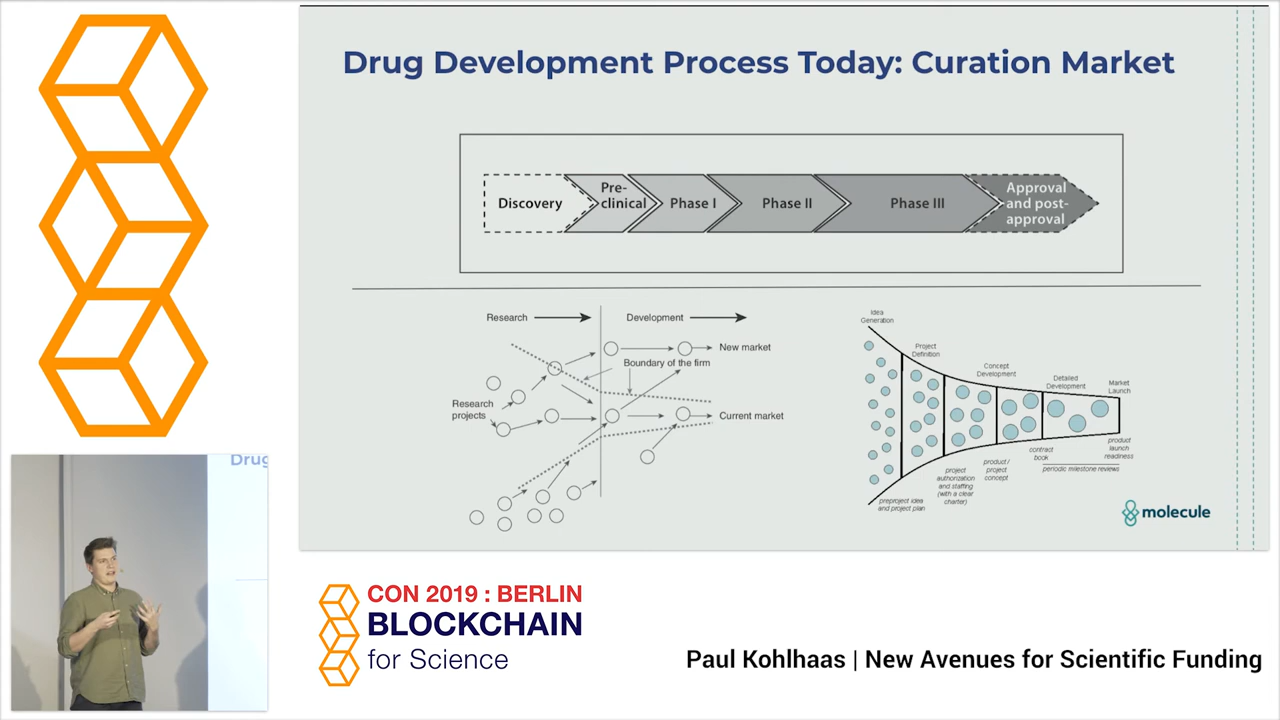 Drug Development Process Today: Curation Market
Discovery
Pre-
clinical
Phase I
Phase II
Phase III
Approval
and post-
approval
Research
Development
New market
Boundary of the firm
Research
projects
Current market
Idea
Generation
Project
Definition
Concept
Development
Detailed
Development
Market
Launch
preproject idea
and project plan
project
authorization
and staffing
(with a clear
charter)
product /
project
concept
contract
book
periodic milestone reviews
product
launch
readiness
molecule
Drug
CON 2019 : BERLIN
BLOCKCHAIN
for Science
Paul Kohlhaas | New Avenues for Scientific Funding